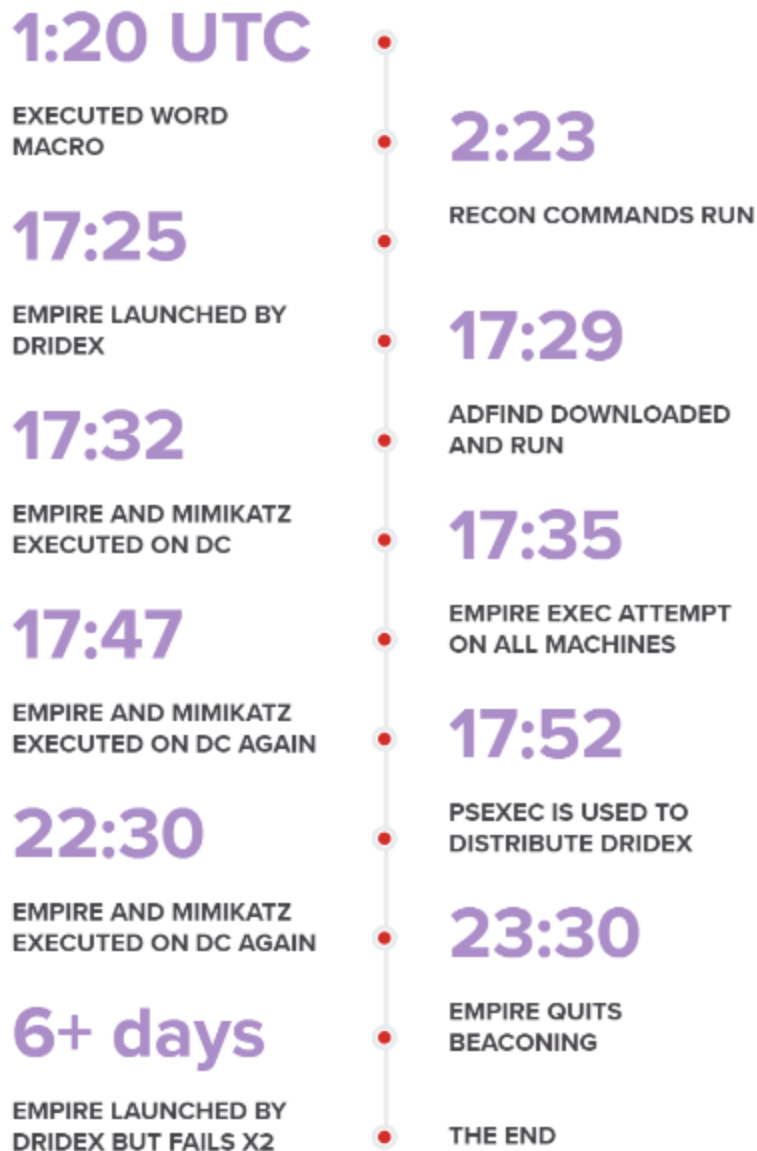 1:20 UTC
EXECUTED WORD
MACRO
2:23
RECON COMMANDS RUN
17:25
EMPIRE LAUNCHED BY
DRIDEX
17:29
ADFIND DOWNLOADED
AND RUN
17:32
EMPIRE AND MIMIKATZ
EXECUTED ON DC
17:35
EMPIRE EXEC ATTEMPT
ON ALL MACHINES
17:47
EMPIRE AND MIMIKATZ
EXECUTED ON DC AGAIN
17:52
PSEXEC IS USED TO
DISTRIBUTE DRIDEX
22:30
EMPIRE AND MIMIKATZ
EXECUTED ON DC AGAIN
23:30
EMPIRE QUITS
BEACONING
6+ days
EMPIRE LAUNCHED BY
DRIDEX BUT FAILS X2
THE END